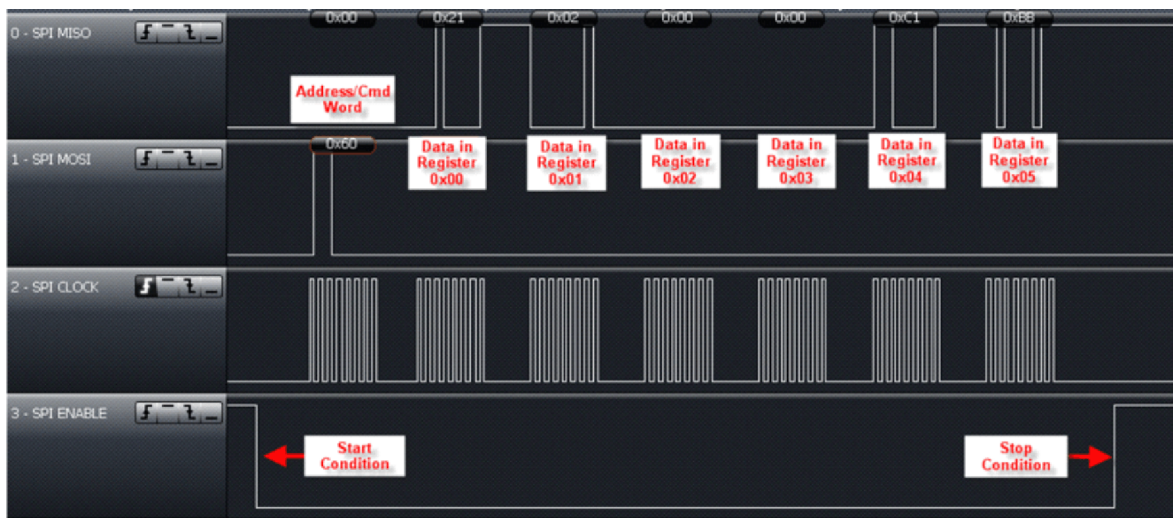 0x00 0x21 0x02 0x00 0x00 0xC1 0xBB
0 - SPI MISO
Address/Cmd
Word
0x60
1 - SPI MOSI
Data in
Register
0x00
Data in
Register
0x01
Data in
Register
0x02
Data in
Register
0x03
Data in
Register
0x04
Data in
Register
0x05
2 - SPI CLOCK
3 - SPI ENABLE
Start
Condition
Stop
Condition